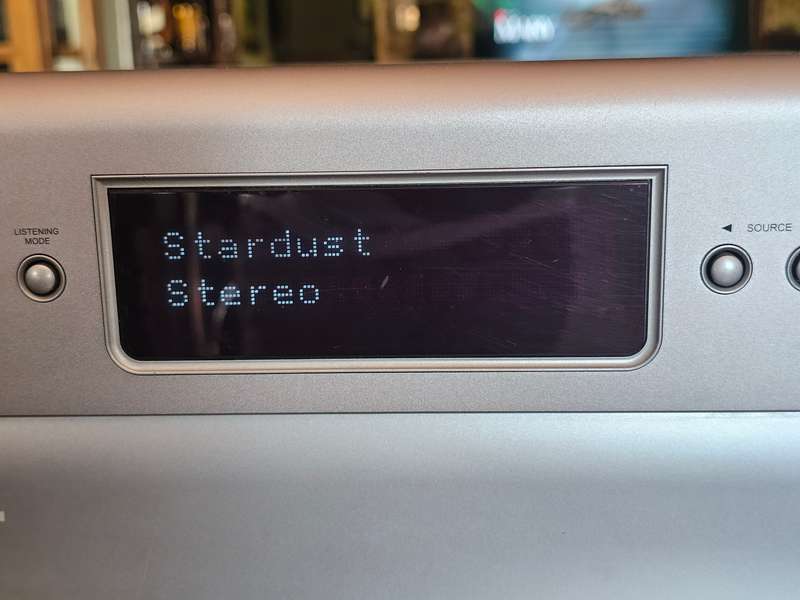 LISTENING
MODE
Stardust
Stereo
◄ SOURCE